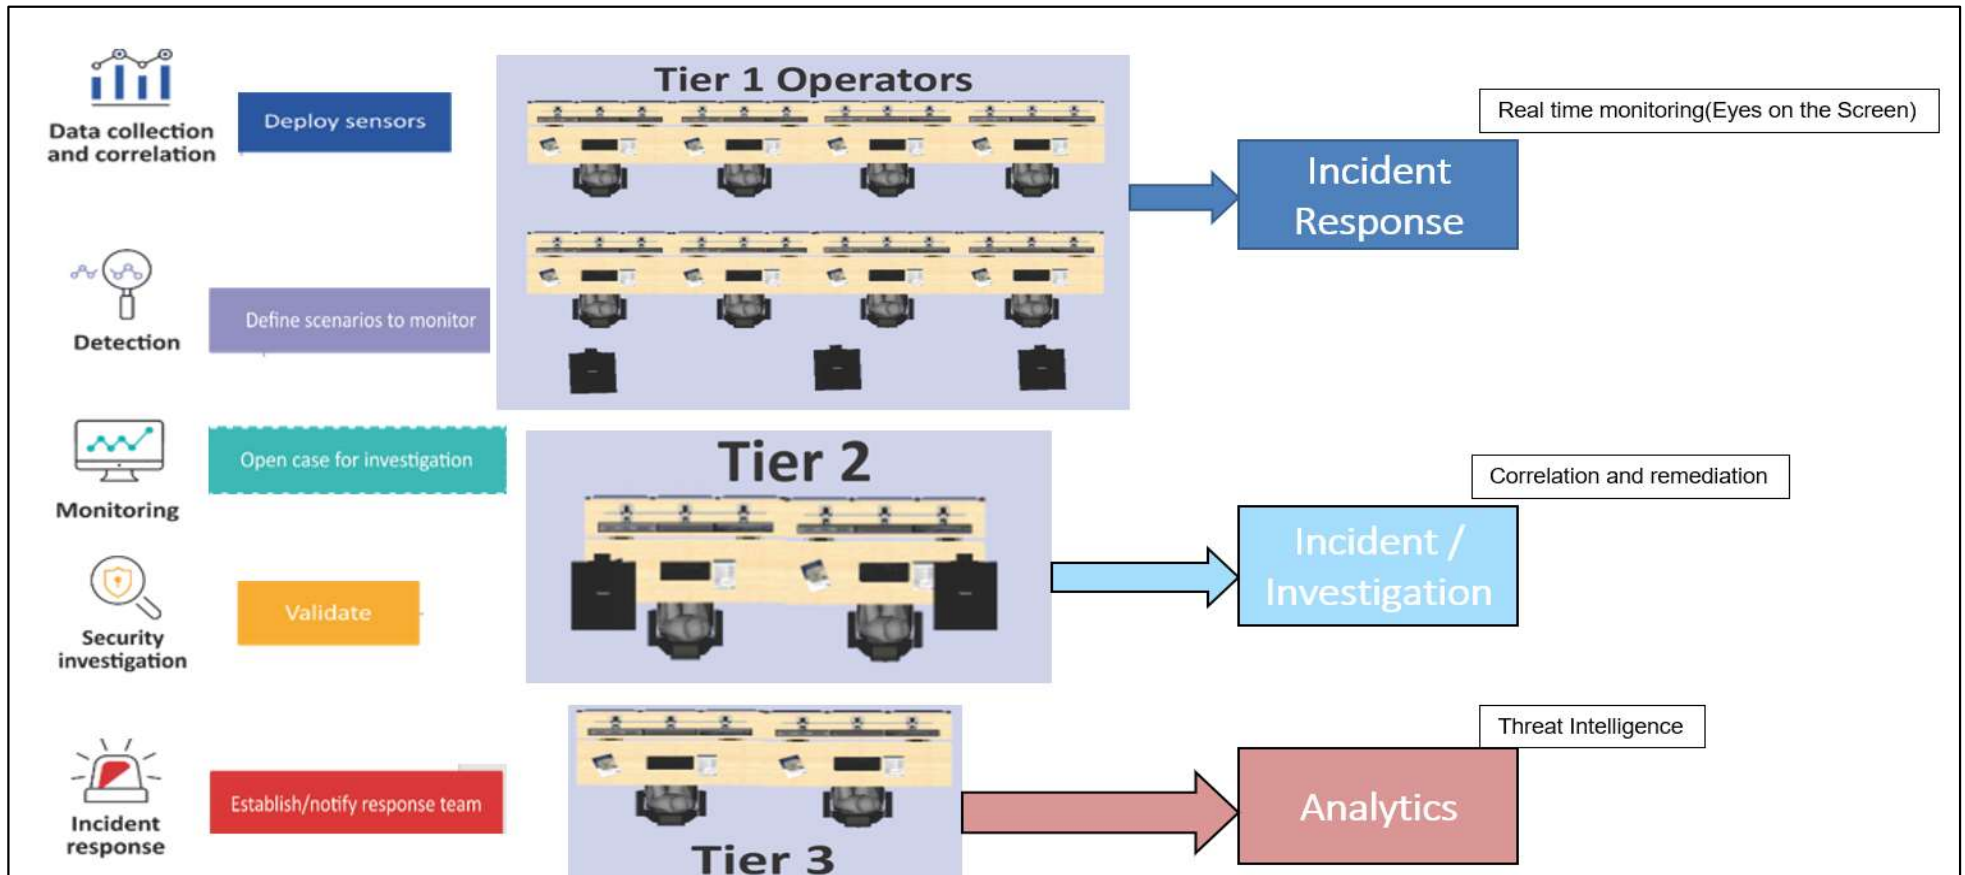 Data collection
and correlation
Deploy sensors
Detection
Define scenarios to monitor
Monitoring
Open case for investigation
Security
investigation
Validate
Incident
response
Establish/notify response team
Tier 1 Operators
Real time monitoring(Eyes on the Screen)
Incident
Response
Tier 2
Correlation and remediation
Incident /
Investigation
Tier 3
Threat Intelligence
Analytics